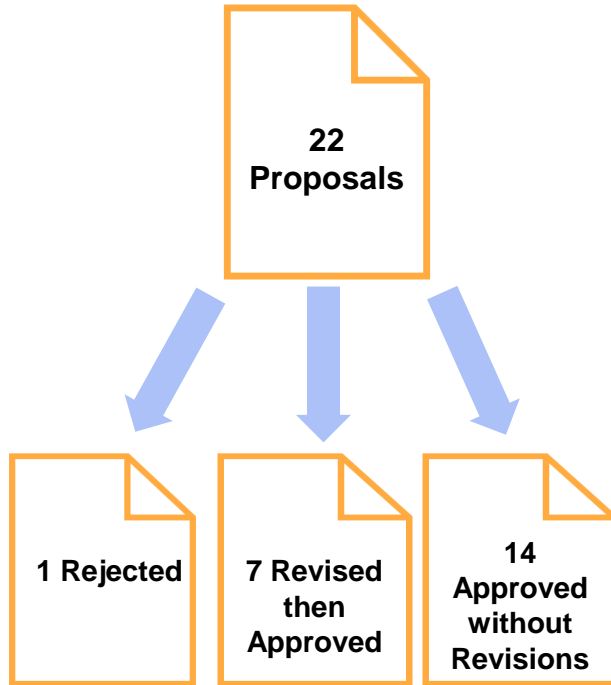 22
Proposals
1 Rejected
7 Revised
then
Approved
14
Approved
without
Revisions